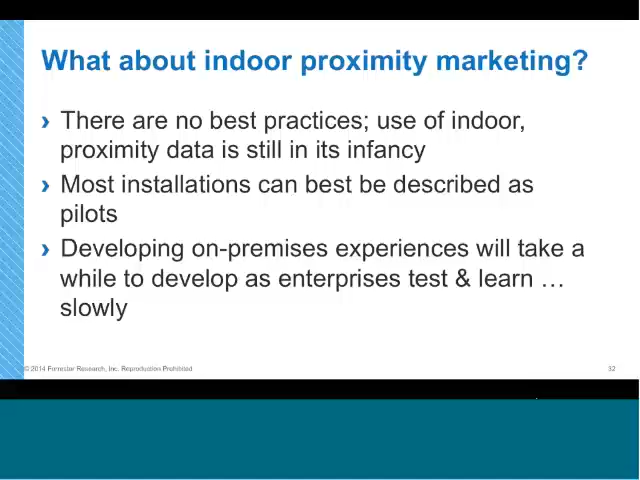 What about indoor proximity marketing?
› There are no best practices; use of indoor,
proximity data is still in its infancy
› Most installations can best be described as
pilots
› Developing on-premises experiences will take a
while to develop as enterprises test & learn …
slowly
© 2014 Forrester Research, Inc. Reproduction Prohibited
32